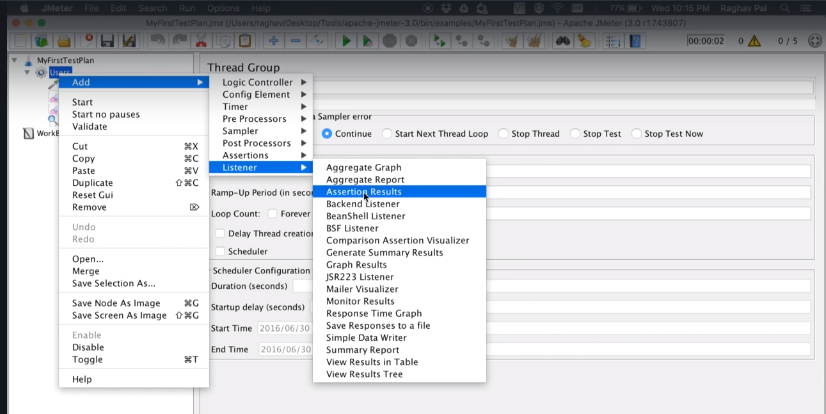 JMeter File Edit Search Run Options Help 77% Wed 10:15 PM Raghav Pal
MyFirstTestPlan.jmx (/Users/raghav/Desktop/Tools/apache-jmeter-3.0/bin/examples/MyFirstTestPlan.jmx) - Apache JMeter (3.0 r1743807)
00:00:02 0 0 / 5
MyFirstTestPlan
Users
WorkB
Thread Group
a Sampler error
Continue Start Next Thread Loop Stop Thread Stop Test Stop Test Now
Ramp-Up Period (in secon
Loop Count: Forever
Delay Thread creation
Scheduler
Scheduler Configuration
Duration (seconds)
Startup delay (seconds)
Start Time 2016/06/30
End Time 2016/06/30
Add
Start
Start no pauses
Validate
Cut ⌘X
Copy ⌘C
Paste ⌘V
Duplicate ⇧⌘C
Reset Gui
Remove ⌦
Undo
Redo
Open...
Merge
Save Selection As...
Save Node As Image ⌘G
Save Screen As Image ⇧⌘G
Enable
Disable
Toggle ⌘T
Help
Logic Controller
Config Element
Timer
Pre Processors
Sampler
Post Processors
Assertions
Listener
Aggregate Graph
Aggregate Report
Assertion Results
Backend Listener
BeanShell Listener
BSF Listener
Comparison Assertion Visualizer
Generate Summary Results
Graph Results
JSR223 Listener
Mailer Visualizer
Monitor Results
Response Time Graph
Save Responses to a file
Simple Data Writer
Summary Report
View Results in Table
View Results Tree